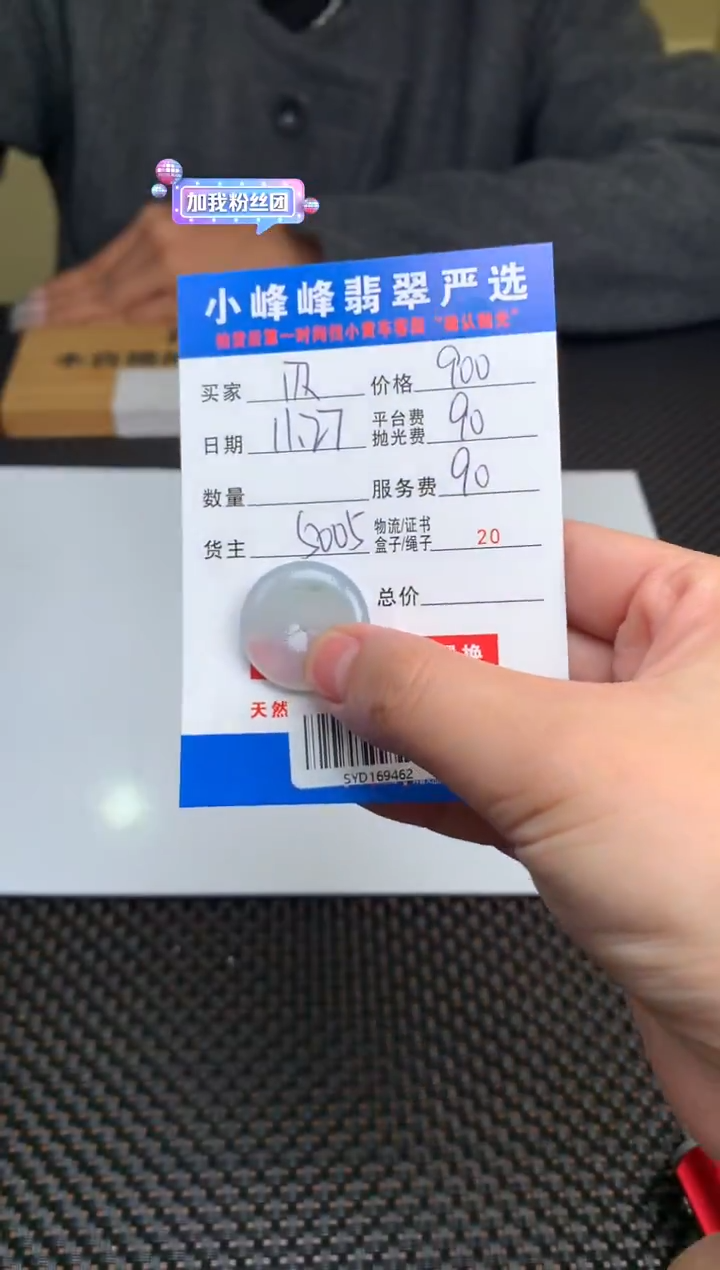 加我粉丝团
小峰峰翡翠严选
买家 价格 900
日期 11.27 平台费 抛光费 90
数量 服务费 90
货主 S005 物流/证书 盒子/绳子 20
总价
天然
SYD169462